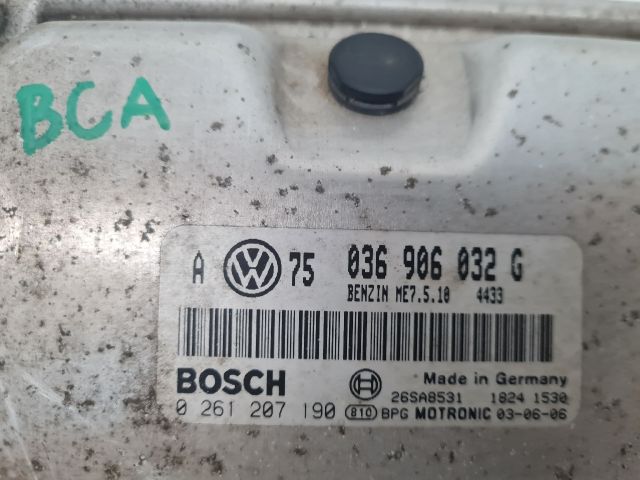 BCA
A VW 75 036 906 032 G
BENZIN ME7.5.10 4433
BOSCH Made in Germany
26SA8531 1824 1530
0 261 207 190 810 BPG MOTRONIC 03-06-06